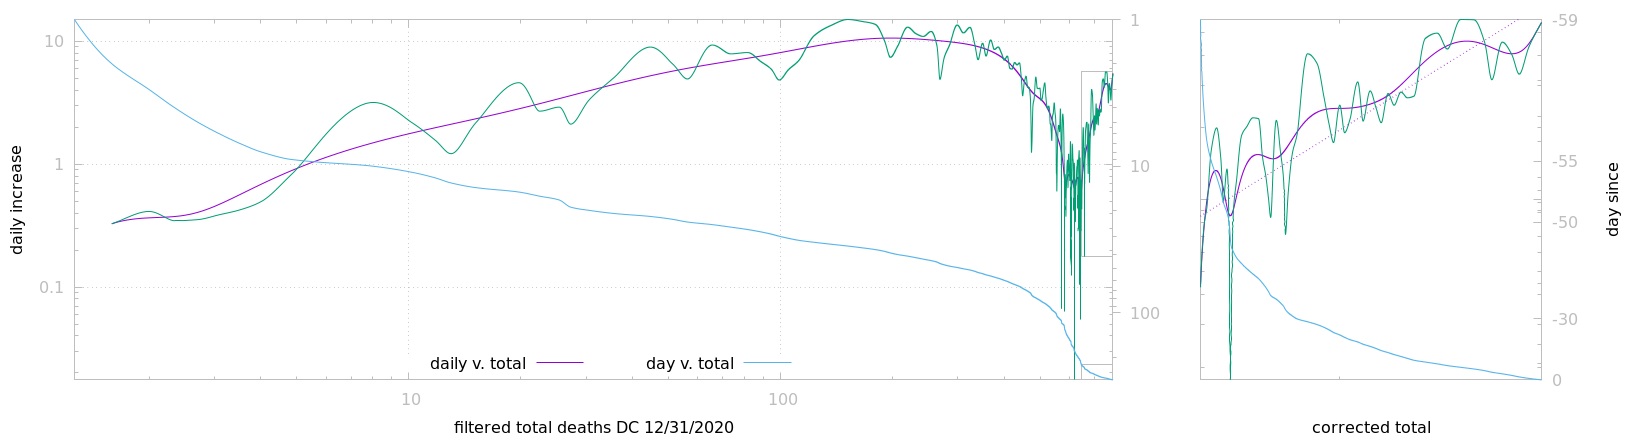 10
1
0.1
daily increase
daily v. total
day v. total
10
100
filtered total deaths DC 12/31/2020
1
10
100
-59
-55
-50
-30
0
day since
corrected total